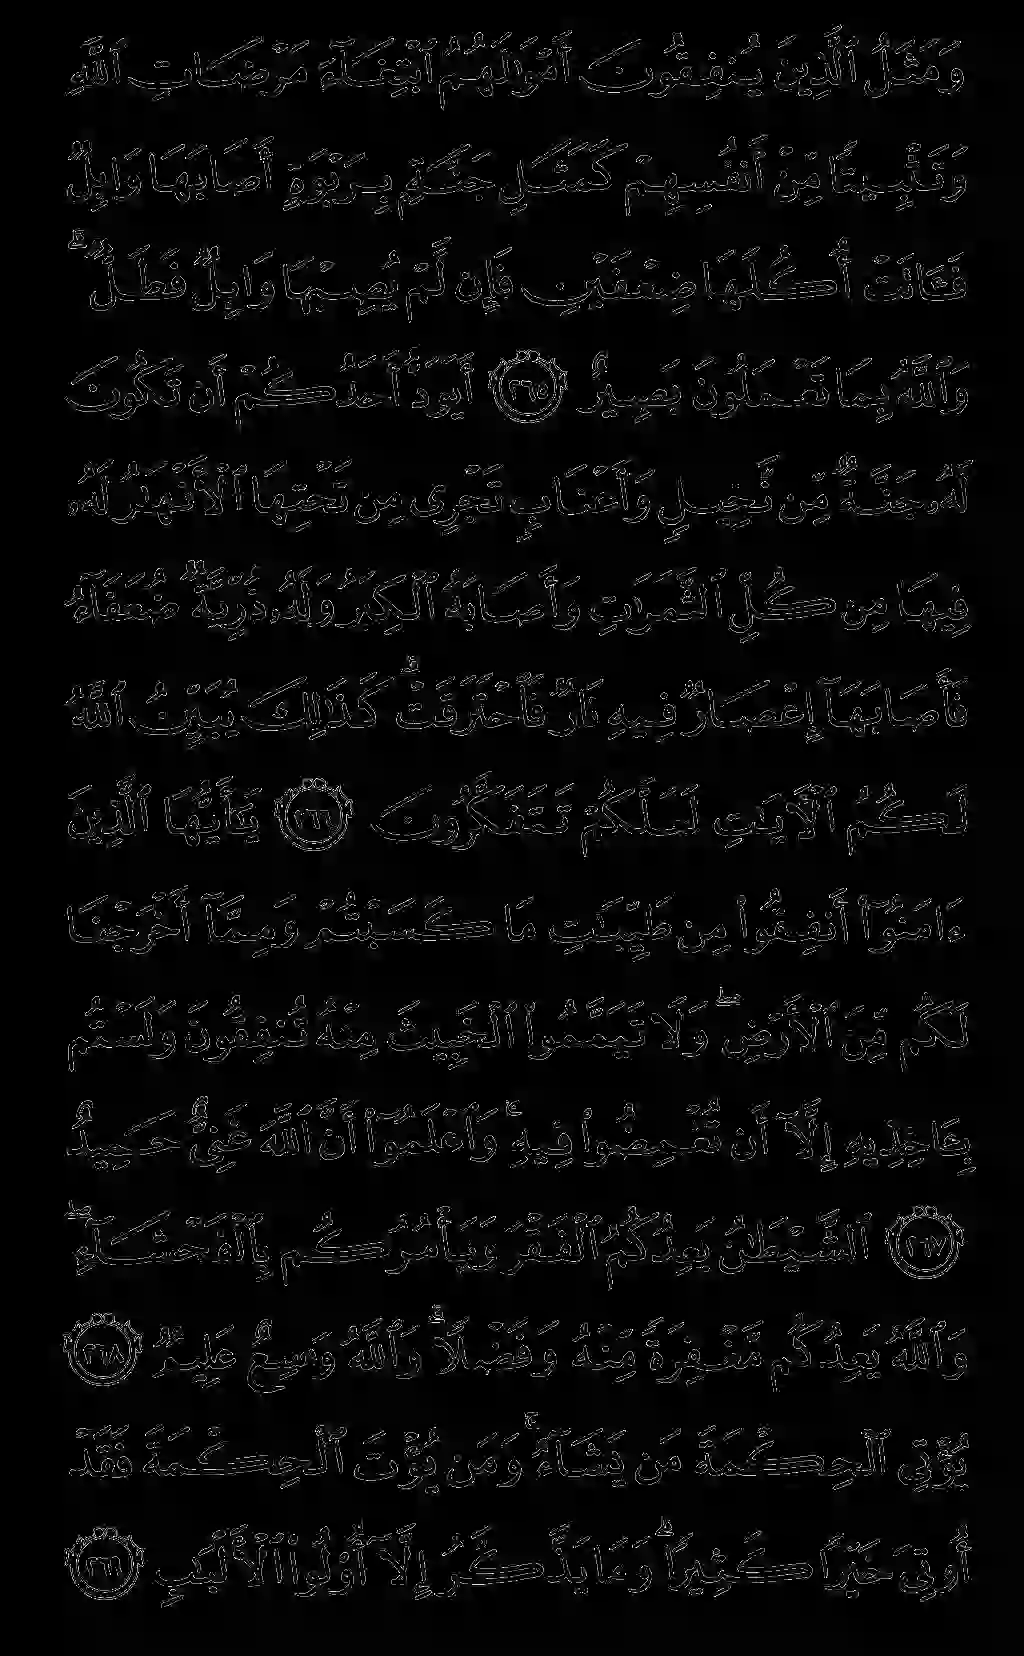 وَمَثَلُ ٱلَّذِينَ يُنفِقُونَ أَمْوَٰلَهُمُ ٱبْتِغَآءَ مَرْضَاتِ ٱللَّهِ
وَتَثْبِيتًا مِّنْ أَنفُسِهِمْ كَمَثَلِ جَنَّةٍۭ بِرَبْوَةٍ أَصَابَهَا وَابِلٌ
فَـَٔاتَتْ أُكُلَهَا ضِعْفَيْنِ فَإِن لَّمْ يُصِبْهَا وَابِلٌ فَطَلٌّ ۗ
وَٱللَّهُ بِمَا تَعْمَلُونَ بَصِيرٌ ٢٦٥ أَيَوَدُّ أَحَدُكُمْ أَن تَكُونَ
لَهُۥ جَنَّةٌ مِّن نَّخِيلٍ وَأَعْنَابٍ تَجْرِى مِن تَحْتِهَا ٱلْأَنْهَٰرُ لَهُۥ
فِيهَا مِن كُلِّ ٱلثَّمَرَٰتِ وَأَصَابَهُ ٱلْكِبَرُ وَلَهُۥ ذُرِّيَّةٌ ضُعَفَآءُ
فَأَصَابَهَآ إِعْصَارٌ فِيهِ نَارٌ فَٱحْتَرَقَتْ ۗ كَذَٰلِكَ يُبَيِّنُ ٱللَّهُ
لَكُمُ ٱلْـَٔايَٰتِ لَعَلَّكُمْ تَتَفَكَّرُونَ ٢٦٦ يَٰٓأَيُّهَا ٱلَّذِينَ
ءَامَنُوٓا۟ أَنفِقُوا۟ مِن طَيِّبَٰتِ مَا كَسَبْتُمْ وَمِمَّآ أَخْرَجْنَا
لَكُم مِّنَ ٱلْأَرْضِ ۖ وَلَا تَيَمَّمُوا۟ ٱلْخَبِيثَ مِنْهُ تُنفِقُونَ وَلَسْتُم
بِـَٔاخِذِيهِ إِلَّآ أَن تُغْمِضُوا۟ فِيهِ ۚ وَٱعْلَمُوٓا۟ أَنَّ ٱللَّهَ غَنِىٌّ حَمِيدٌ
٢٦٧ ٱلشَّيْطَٰنُ يَعِدُكُمُ ٱلْفَقْرَ وَيَأْمُرُكُم بِٱلْفَحْشَآءِ ۖ
وَٱللَّهُ يَعِدُكُم مَّغْفِرَةً مِّنْهُ وَفَضْلًا ۗ وَٱللَّهُ وَٰسِعٌ عَلِيمٌ ٢٦٨
يُؤْتِى ٱلْحِكْمَةَ مَن يَشَآءُ ۚ وَمَن يُؤْتَ ٱلْحِكْمَةَ فَقَدْ
أُوتِىَ خَيْرًا كَثِيرًا ۗ وَمَا يَذَّكَّرُ إِلَّآ أُو۟لُوا۟ ٱلْأَلْبَٰبِ ٢٦٩